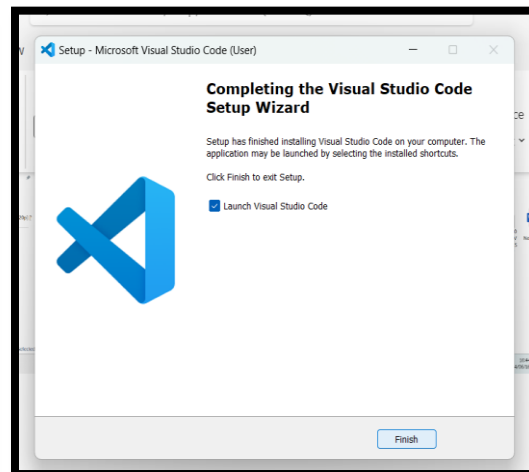 Setup - Microsoft Visual Studio Code (User)
Completing the Visual Studio Code
Setup Wizard
Setup has finished installing Visual Studio Code on your computer. The
application may be launched by selecting the installed shortcuts.
Click Finish to exit Setup.
Launch Visual Studio Code
Finish